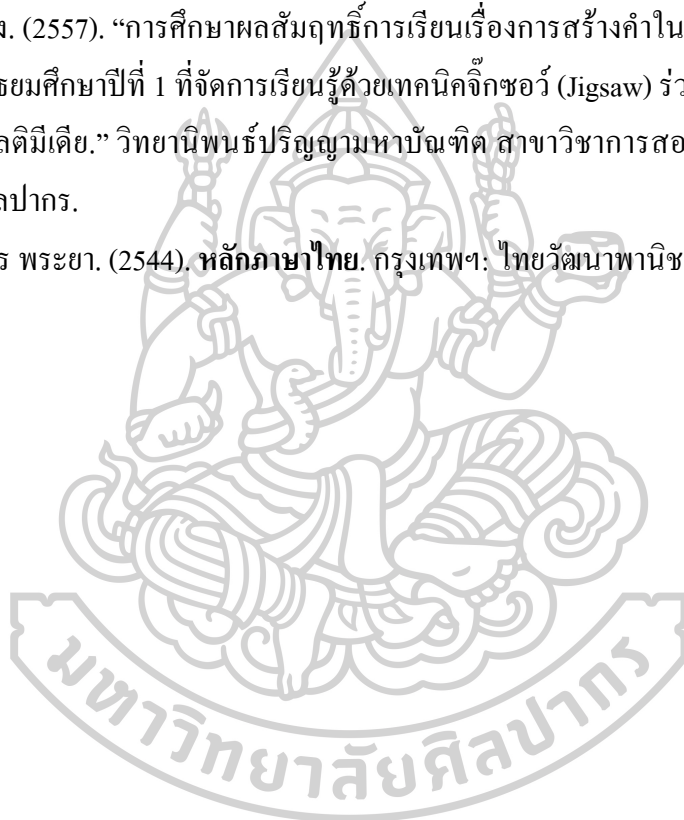 ง. (2557). “การศึกษาผลสัมฤทธิ์การเรียนเรื่องการสร้างคำใน
ธยมศึกษาปีที่ 1 ที่จัดการเรียนรู้ด้วยเทคนิคจิ๊กซอว์ (Jigsaw) ร่ว
ลติมีเดีย.” วิทยานิพนธ์ปริญญามหาบัณฑิต สาขาวิชาการสอ
ลปากร.
ร พระยา. (2544). หลักภาษาไทย. กรุงเทพฯ: ไทยวัฒนาพานิช
มหาวิทยาลัยศิลปากร